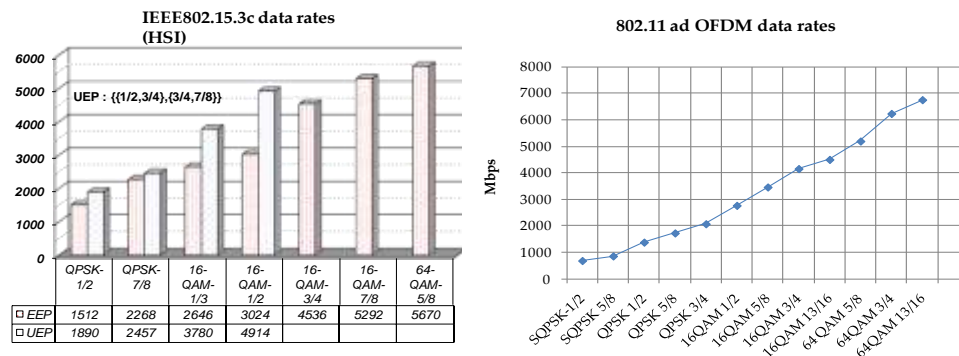 IEEE802.15.3c data rates
(HSI)
6000
5000
4000
3000
2000
1000
0
UEP : {{1/2,3/4},{3/4,7/8}}
QPSK-1/2 QPSK-7/8 16-QAM-1/3 16-QAM-1/2 16-QAM-3/4 16-QAM-7/8 64-QAM-5/8
EEP 1512 2268 2646 3024 4536 5292 5670
UEP 1890 2457 3780 4914
802.11 ad OFDM data rates
Mbps
8000
7000
6000
5000
4000
3000
2000
1000
0
SQPSK-1/2
SQPSK 5/8
QPSK 1/2
QPSK 5/8
QPSK 3/4
16QAM 1/2
16QAM 5/8
16QAM 3/4
16QAM 13/16
64 QAM 5/8
64QAM 3/4
64QAM 13/16